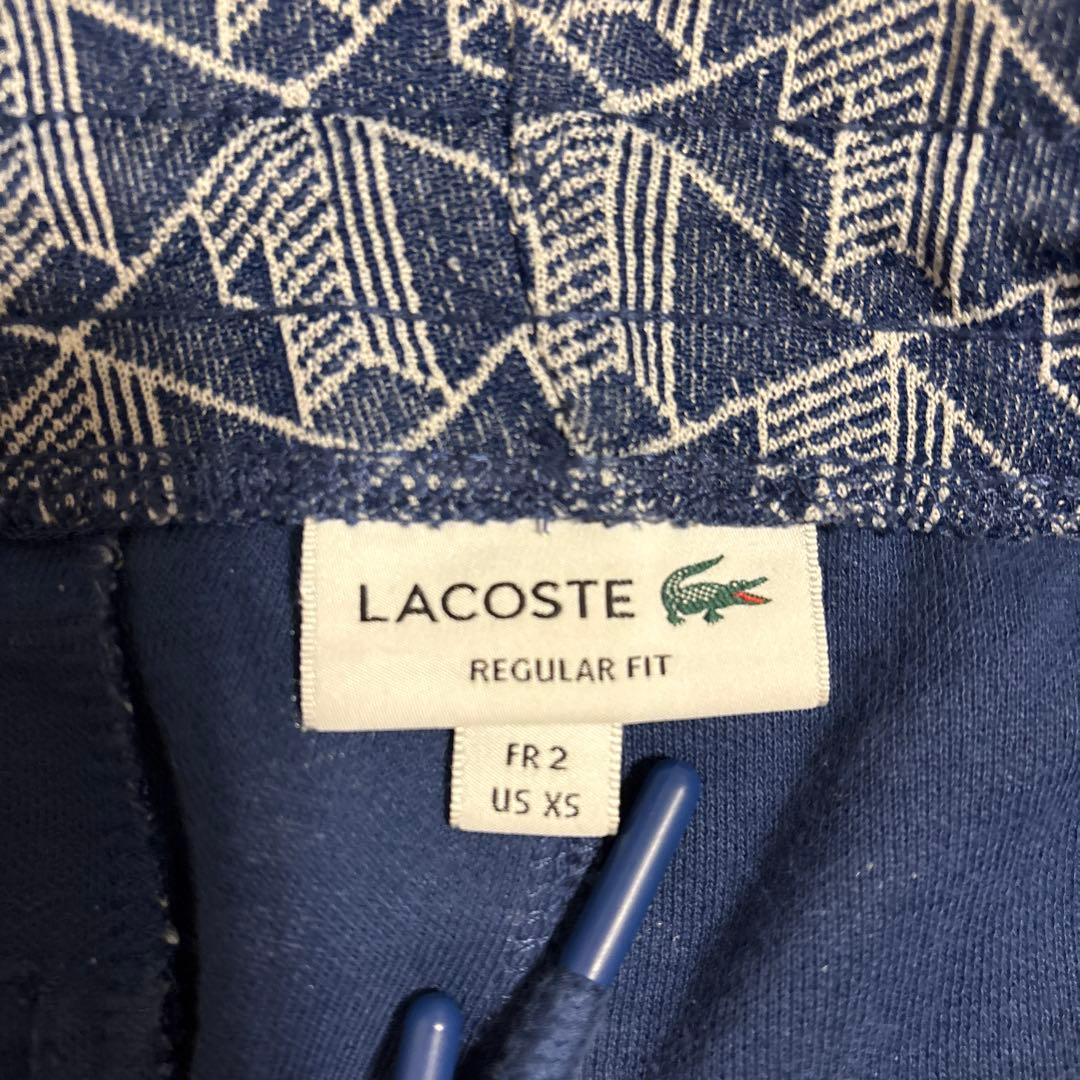 LACOSTE
REGULAR FIT
FR 2
US XS